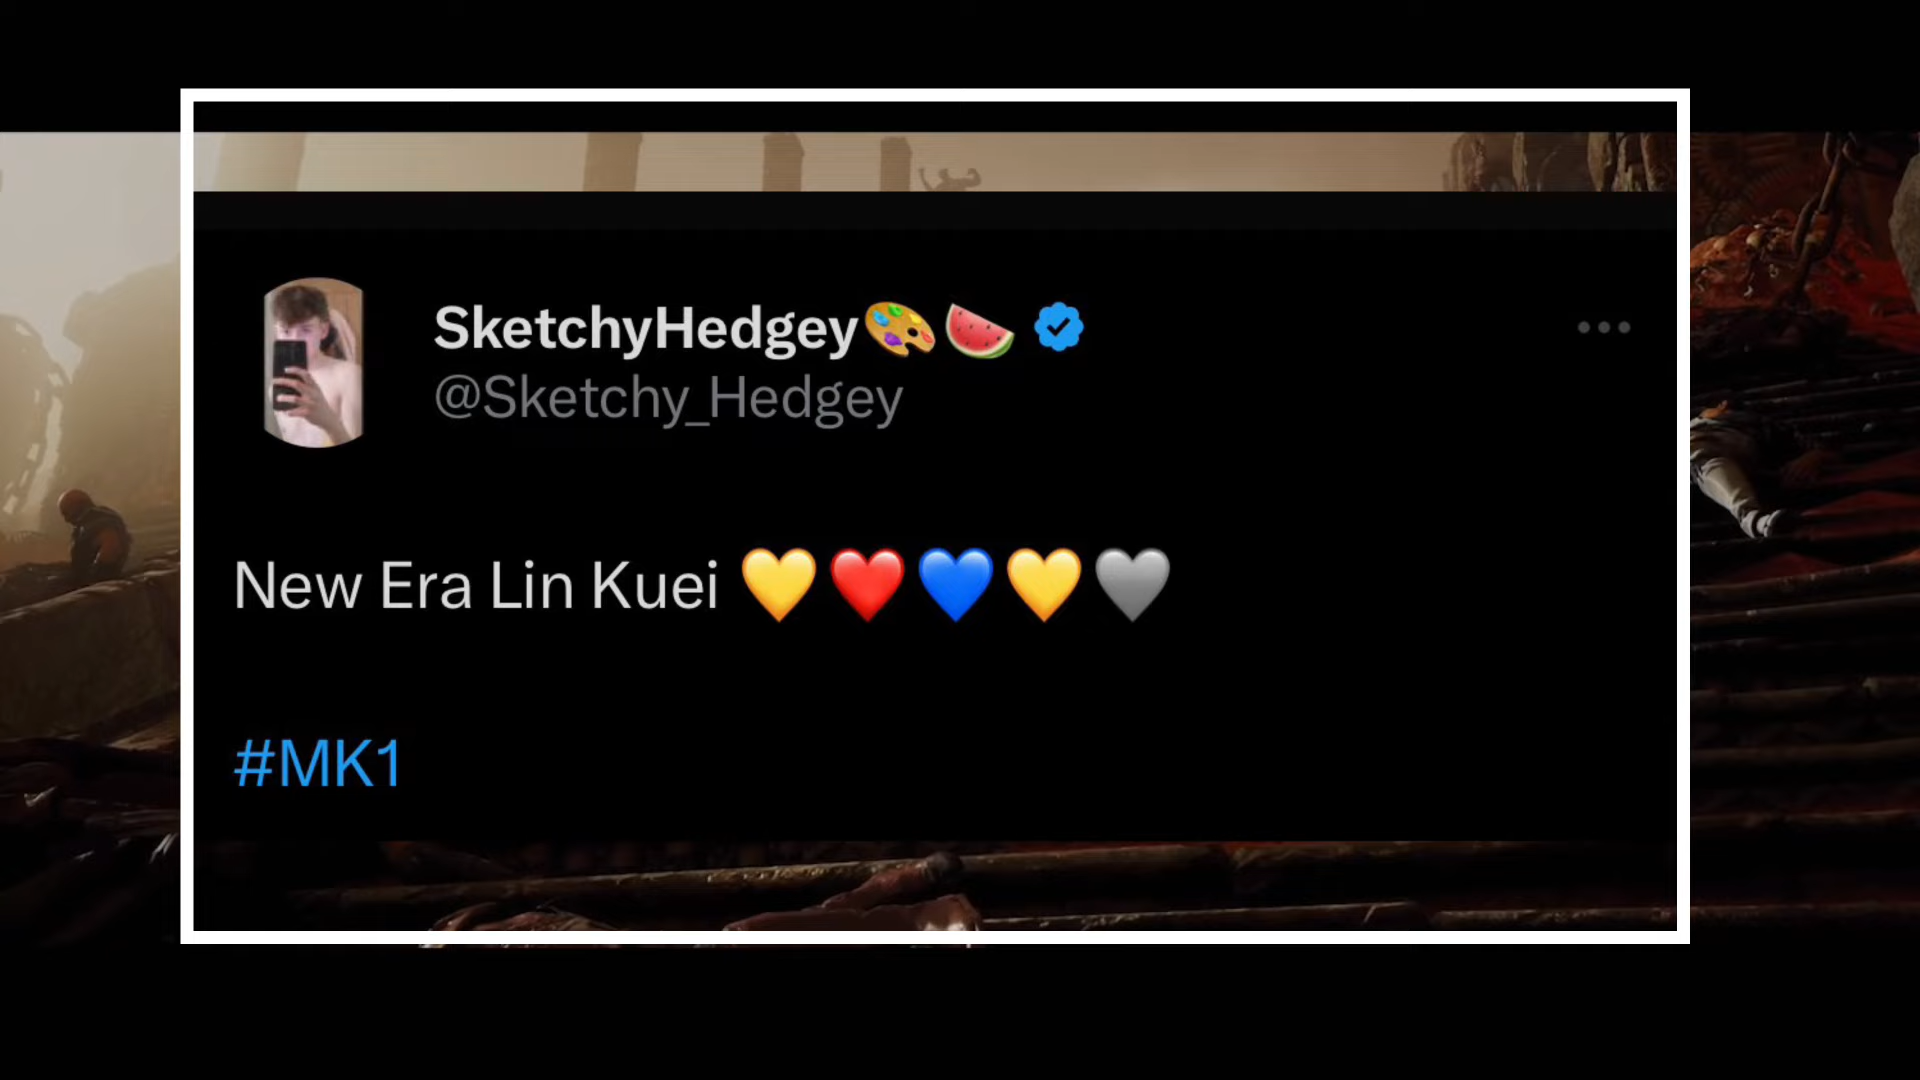 SketchyHedgey🎨🍉
@Sketchy_Hedgey
New Era Lin Kuei 💛❤️💙💛🩶
#MK1